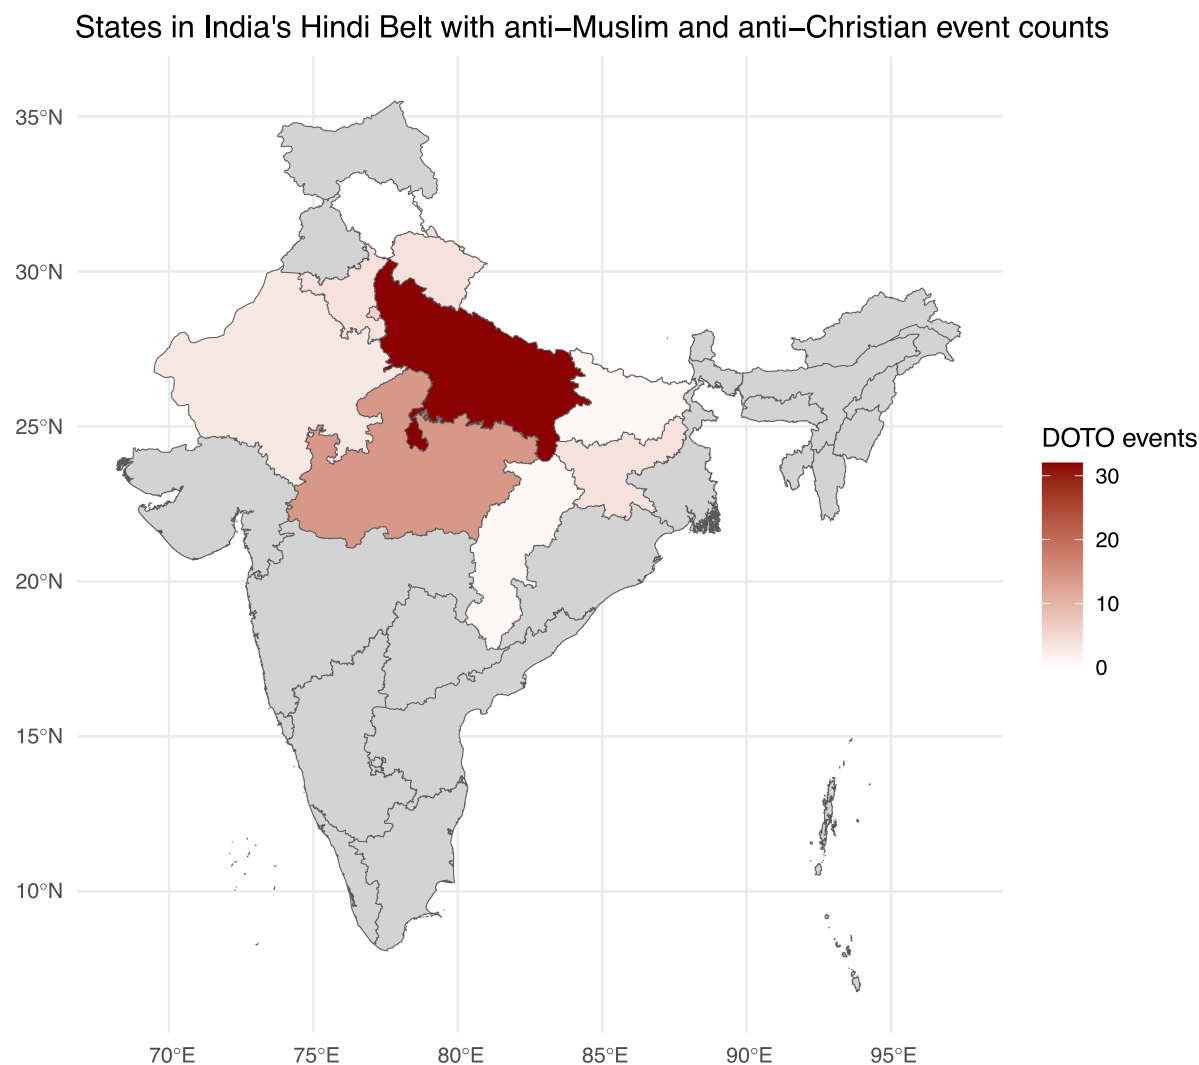 States in India's Hindi Belt with anti−Muslim and anti−Christian event counts
35°N
30°N
25°N
20°N
15°N
10°N
70°E
75°E
80°E
85°E
90°E
95°E
DOTO events
30
20
10
0